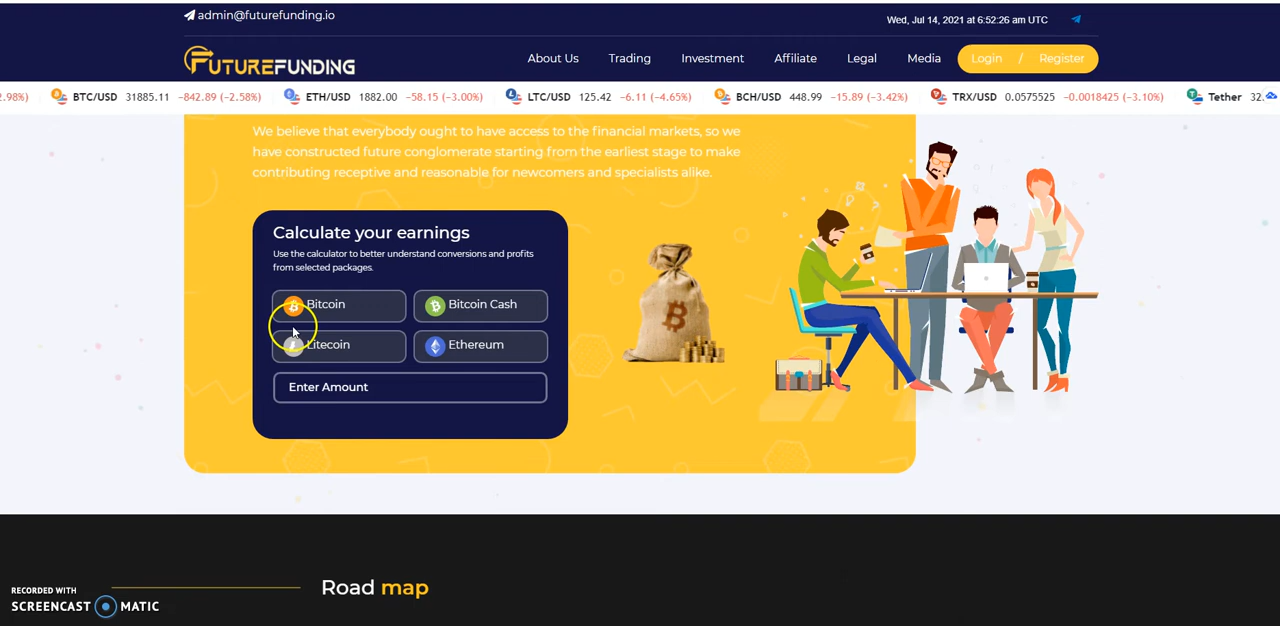 admin@futurefunding.io
Wed, Jul 14, 2021 at 6:52:26 am UTC
FUTUREFUNDING
About Us Trading Investment Affiliate Legal Media Login / Register
2.98%) BTC/USD 31885.11 −842.89 (−2.58%) ETH/USD 1882.00 −58.15 (−3.00%) LTC/USD 125.42 −6.11 (−4.65%) BCH/USD 448.99 −15.89 (−3.42%) TRX/USD 0.0575525 −0.0018425 (−3.10%) Tether 32.
We believe that everybody ought to have access to the financial markets, so we
have constructed future conglomerate starting from the earliest stage to make
contributing receptive and reasonable for newcomers and specialists alike.
Calculate your earnings
Use the calculator to better understand conversions and profits
from selected packages.
Bitcoin Bitcoin Cash
Litecoin Ethereum
Enter Amount
Road map
RECORDED WITH
SCREENCAST MATIC